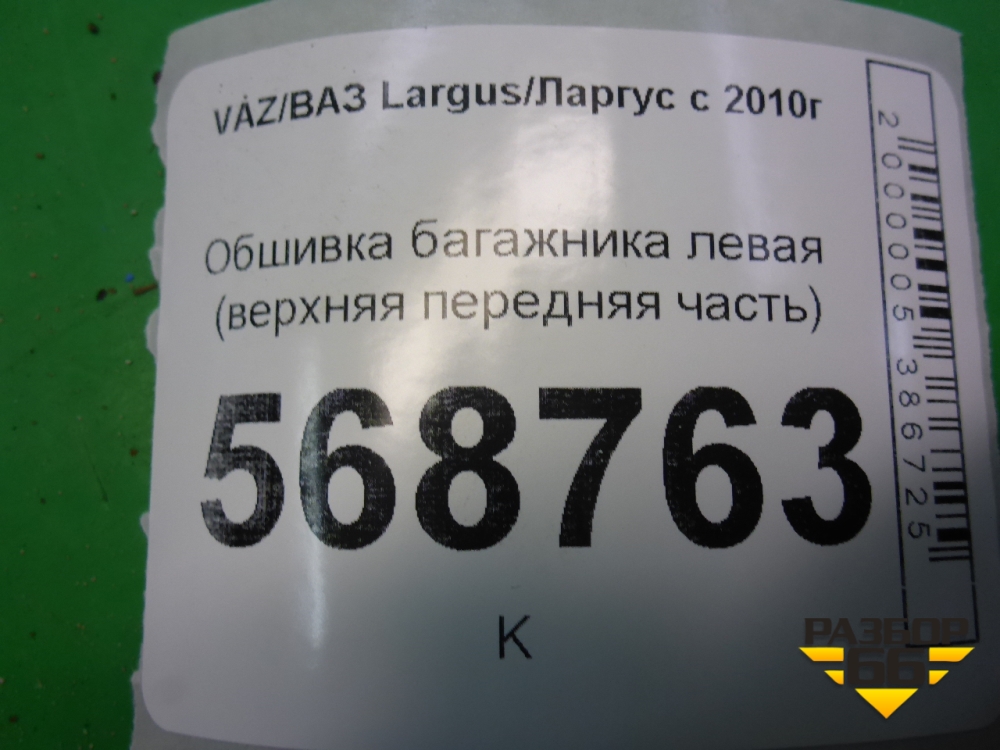 VAZ/ВАЗ Largus/Ларгус с 2010г
Обшивка багажника левая
(верхняя передняя часть)
568763
К
2000005386725
РАЗБОР
66